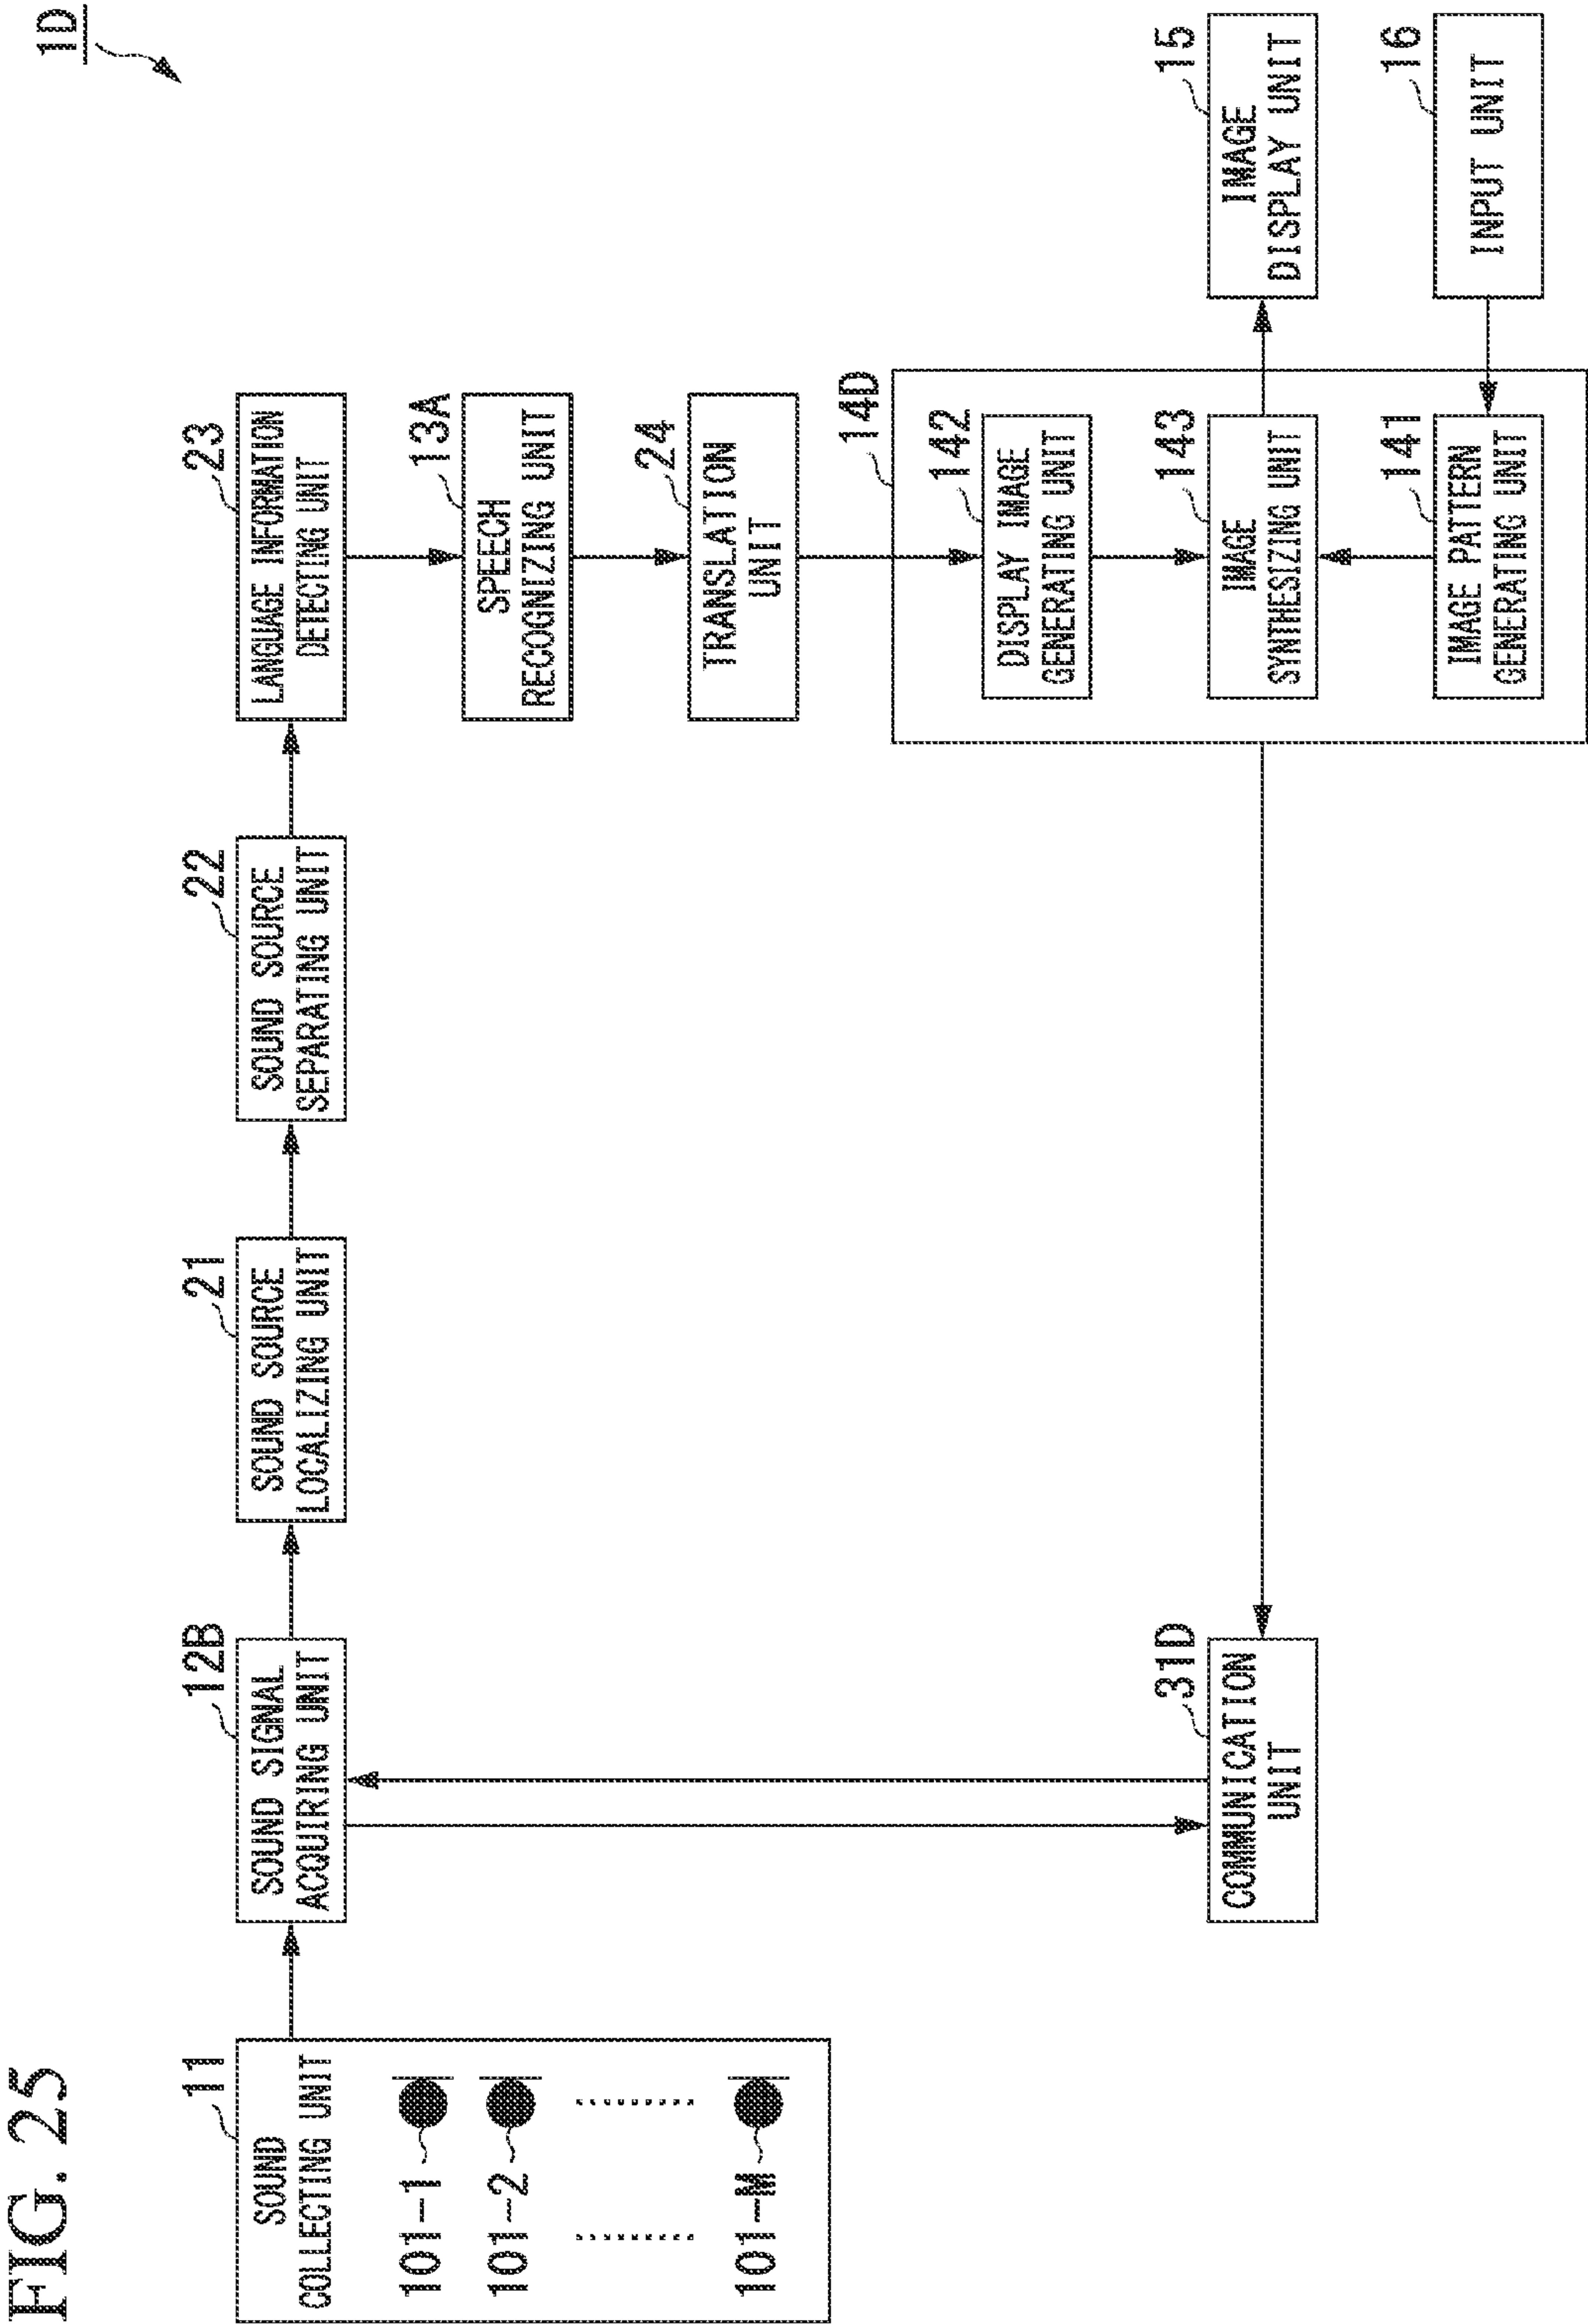 FIG. 25
1D
11
SOUND
COLLECTING UNIT
101-1
101-2
101-M
12B
SOUND SIGNAL
ACQUIRING UNIT
21
SOUND SOURCE
LOCALIZING UNIT
22
SOUND SOURCE
SEPARATING UNIT
23
LANGUAGE INFORMATION
DETECTING UNIT
13A
SPEECH
RECOGNIZING UNIT
24
TRANSLATION
UNIT
14D
142
DISPLAY IMAGE
GENERATING UNIT
143
IMAGE
SYNTHESIZING UNIT
141
IMAGE PATTERN
GENERATING UNIT
15
IMAGE
DISPLAY UNIT
16
INPUT UNIT
31D
COMMUNICATION
UNIT